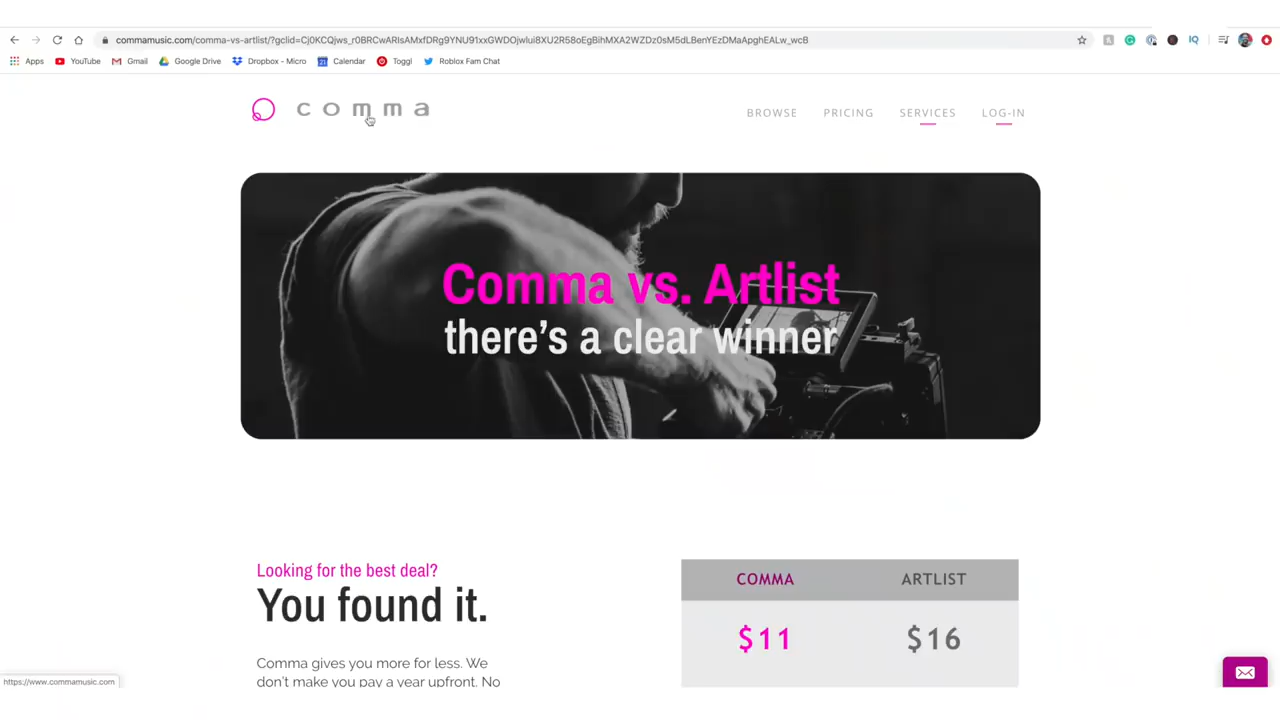 commamusic.com/comma-vs-artlist/?gclid=Cj0KCQjws_r0BRCwARIsAMxfDRg9YNU91xxGWDOjwIui8XU2R58oEgBihMXA2WZDz0sM5dLBenYEzDMaApghEALw_wcB
Apps YouTube Gmail Google Drive Dropbox - Micro Calendar Toggl Roblox Fam Chat
comma
BROWSE PRICING SERVICES LOG-IN
Comma vs. Artlist
there's a clear winner
Looking for the best deal?
You found it.
Comma gives you more for less. We
don't make you pay a year upfront. No
COMMA ARTLIST
$11 $16
https://www.commamusic.com